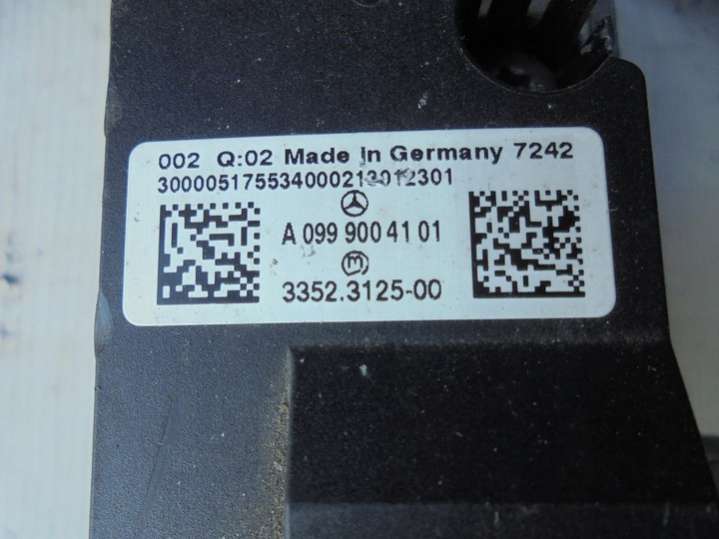 002 Q:02 Made in Germany 7242
300005175534000213012301
A 099 900 41 01
M
3352.3125-00